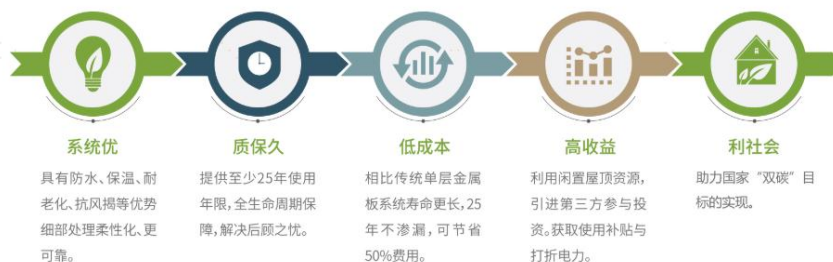 系统优
具有防水、保温、耐
老化、抗风揭等优势
细部处理柔性化、更
可靠。
质保久
提供至少25年使用
年限,全生命周期保
障,解决后顾之忧。
低成本
相比传统单层金属
板系统寿命更长,25
年不渗漏,可节省
50%费用。
高收益
利用闲置屋顶资源,
引进第三方参与投
资。获取使用补贴与
打折电力。
利社会
助力国家“双碳”目
标的实现。